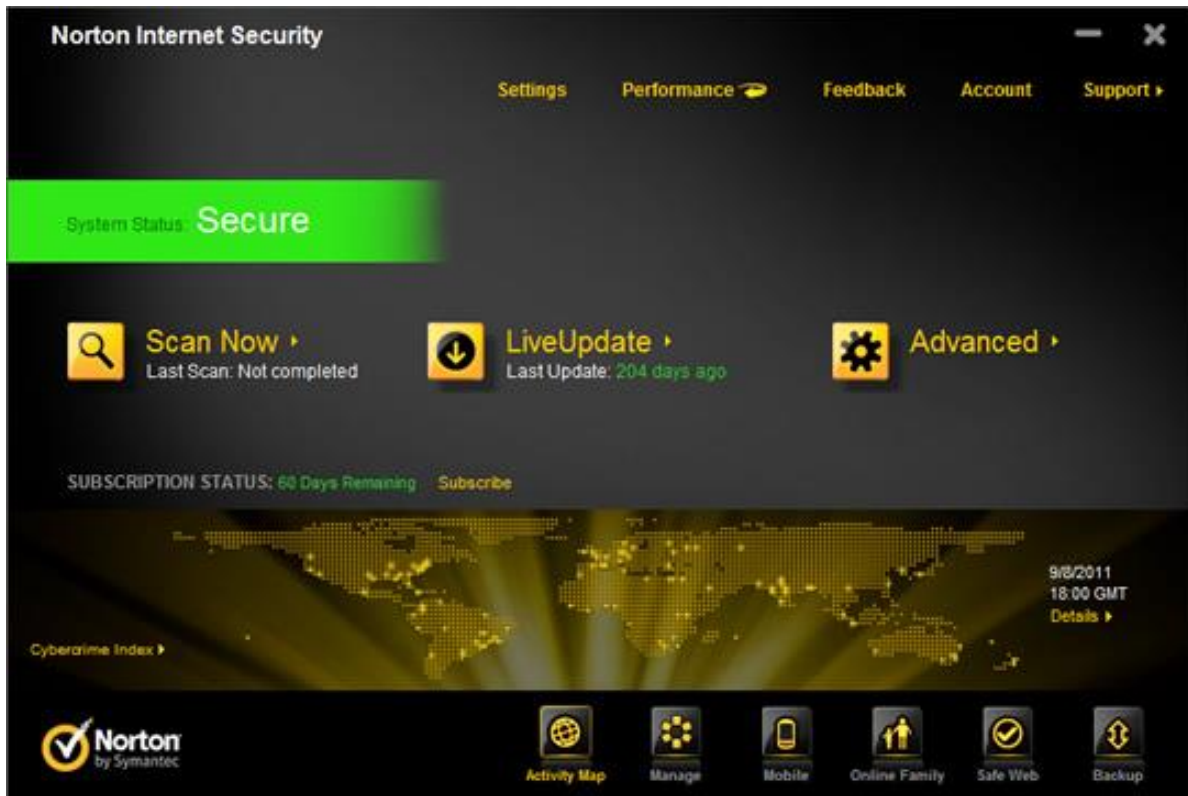 Norton Internet Security
Settings Performance Feedback Account Support
System Status: Secure
Scan Now
Last Scan: Not completed
LiveUpdate
Last Update: 204 days ago
Advanced
SUBSCRIPTION STATUS: 60 Days Remaining Subscribe
9/8/2011
18:00 GMT
Details
Cybercrime Index
Norton
by Symantec
Activity Map Manage Mobile Online Family Safe Web Backup